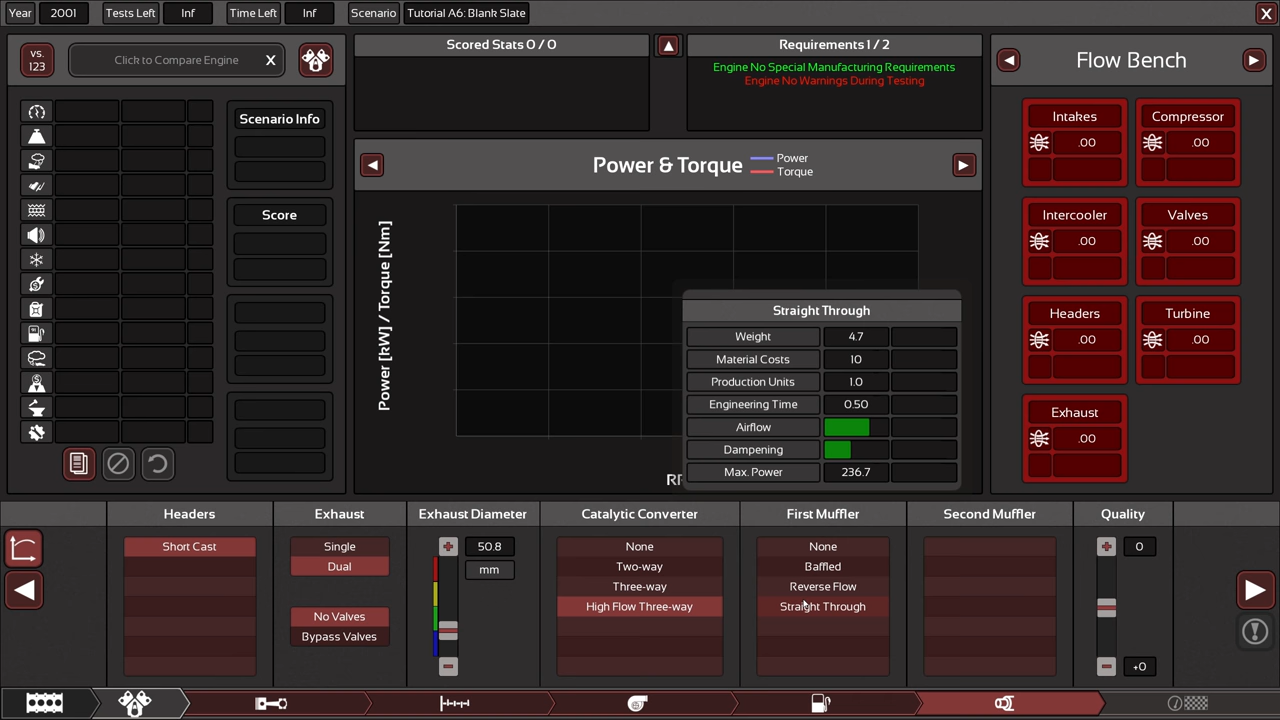 Year 2001 Tests Left Inf Time Left Inf Scenario Tutorial A6: Blank Slate X
vs. 123
Click to Compare Engine X
Scenario Info
Score
Scored Stats 0 / 0
Requirements 1 / 2
Engine No Special Manufacturing Requirements
Engine No Warnings During Testing
Power & Torque
Power
Torque
Power [kW] / Torque [Nm]
Straight Through
Weight 4.7
Material Costs 10
Production Units 1.0
Engineering Time 0.50
Airflow
Dampening
Max. Power 236.7
Flow Bench
Intakes Compressor
.00 .00
Intercooler Valves
.00 .00
Headers Turbine
.00 .00
Exhaust
.00
Headers
Short Cast
Exhaust
Single
Dual
No Valves
Bypass Valves
Exhaust Diameter
50.8
mm
Catalytic Converter
None
Two-way
Three-way
High Flow Three-way
First Muffler
None
Baffled
Reverse Flow
Straight Through
Second Muffler
Quality
0
+0